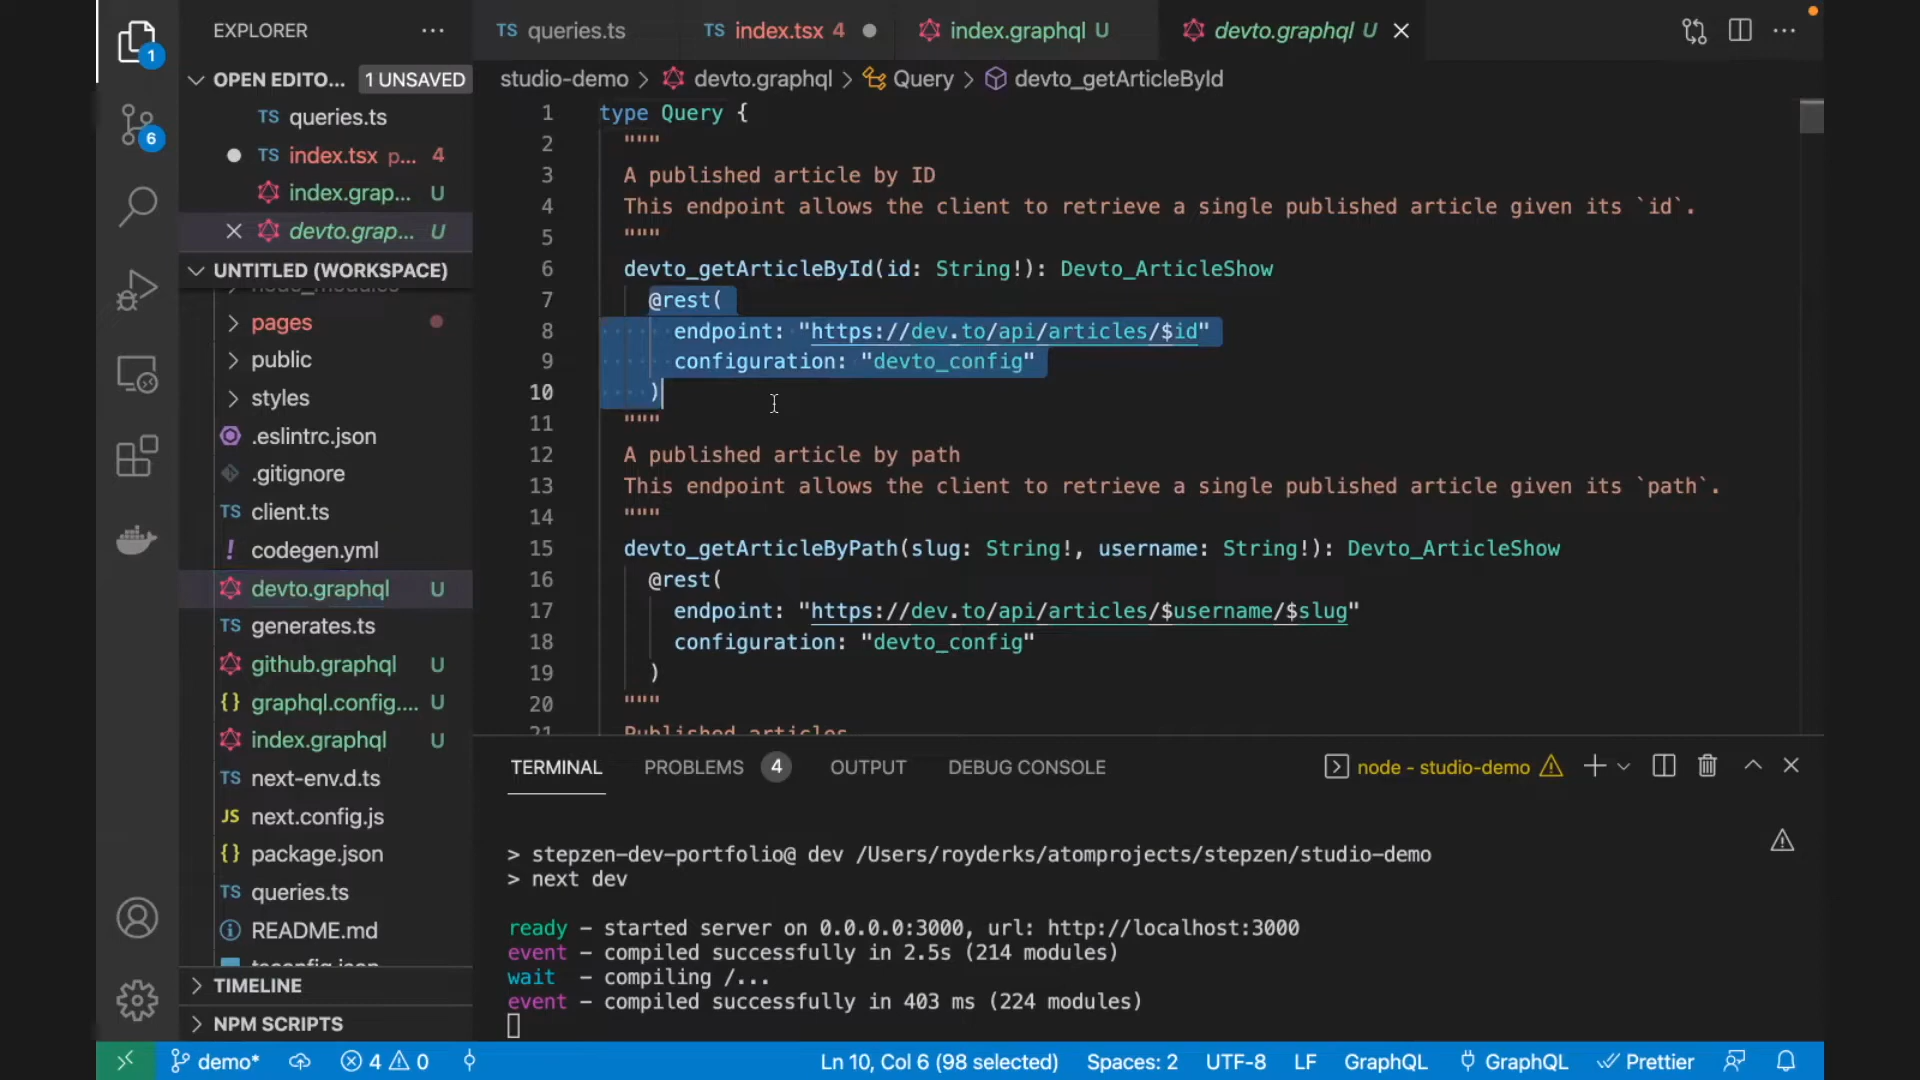 EXPLORER
1
OPEN EDITO... 1 UNSAVED
TS queries.ts
TS index.tsx p... 4
index.grap... U
devto.grap... U
6
UNTITLED (WORKSPACE)
node_modules
pages
public
styles
.eslintrc.json
.gitignore
TS client.ts
! codegen.yml
devto.graphql U
TS generates.ts
github.graphql U
{} graphql.config.... U
index.graphql U
TS next-env.d.ts
JS next.config.js
{} package.json
TS queries.ts
README.md
tsconfig.json
TIMELINE
NPM SCRIPTS
TS queries.ts TS index.tsx 4 index.graphql U devto.graphql U
studio-demo > devto.graphql > Query > devto_getArticleById
1 type Query {
2 """
3 A published article by ID
4 This endpoint allows the client to retrieve a single published article given its `id`.
5 """
6 devto_getArticleById(id: String!): Devto_ArticleShow
7 @rest(
8 endpoint: "https://dev.to/api/articles/$id"
9 configuration: "devto_config"
10 )
11 """
12 A published article by path
13 This endpoint allows the client to retrieve a single published article given its `path`.
14 """
15 devto_getArticleByPath(slug: String!, username: String!): Devto_ArticleShow
16 @rest(
17 endpoint: "https://dev.to/api/articles/$username/$slug"
18 configuration: "devto_config"
19 )
20 """
21 Published articles
TERMINAL PROBLEMS 4 OUTPUT DEBUG CONSOLE node - studio-demo
> stepzen-dev-portfolio@ dev /Users/royderks/atomprojects/stepzen/studio-demo
> next dev
ready - started server on 0.0.0.0:3000, url: http://localhost:3000
event - compiled successfully in 2.5s (214 modules)
wait - compiling /...
event - compiled successfully in 403 ms (224 modules)
demo* 4 0 Ln 10, Col 6 (98 selected) Spaces: 2 UTF-8 LF GraphQL GraphQL Prettier